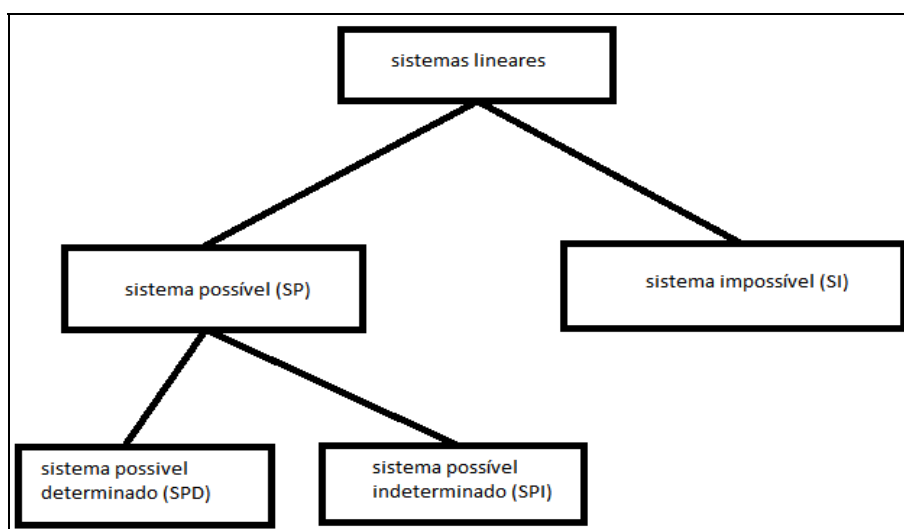 sistemas lineares
sistema possível (SP)
sistema impossível (SI)
sistema possivel
determinado (SPD)
sistema possível
indeterminado (SPI)